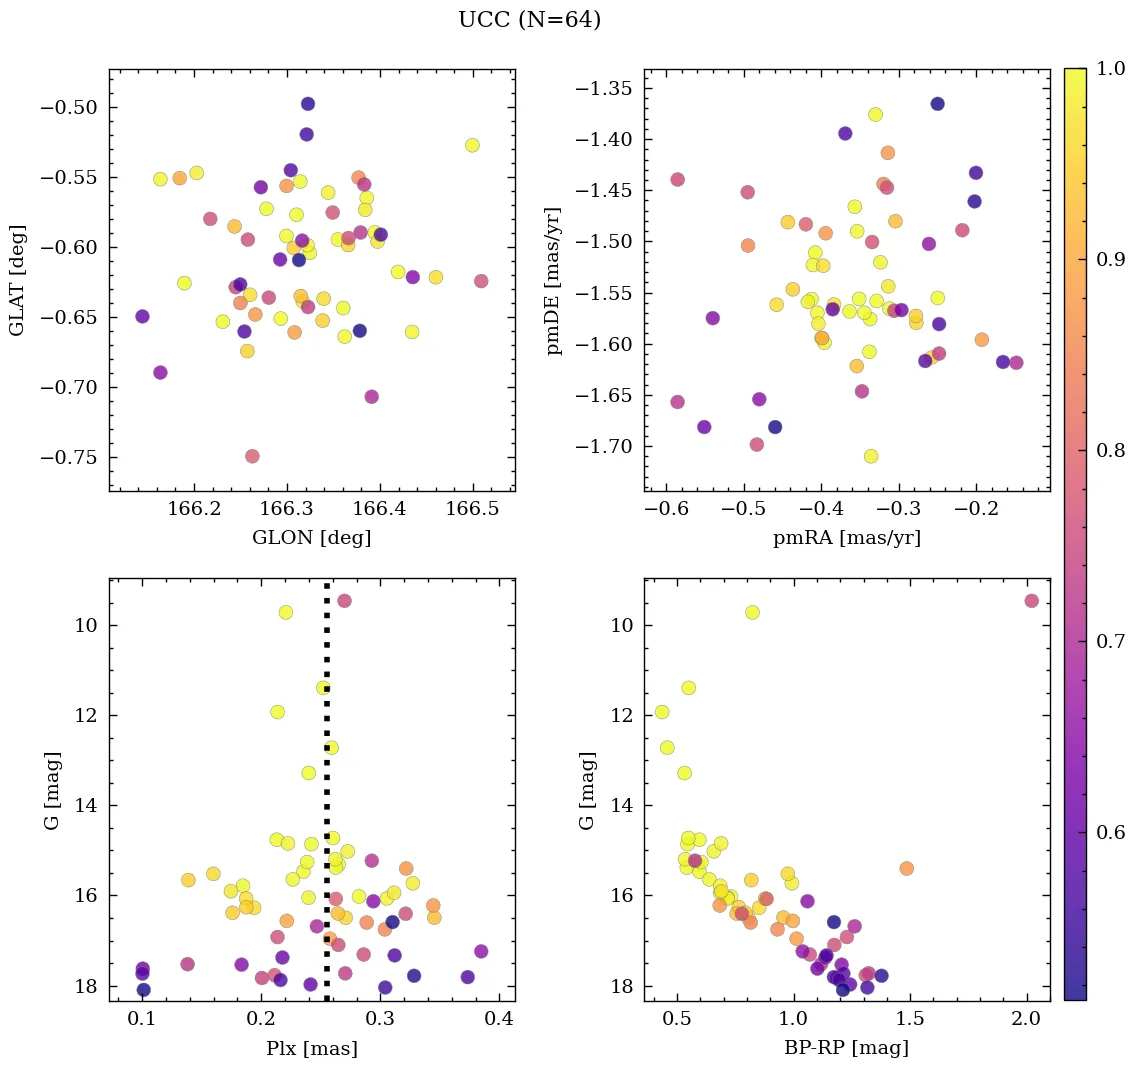 UCC (N=64)
−0.50
−0.55
−0.60
−0.65
−0.70
−0.75
GLAT [deg]
166.2 166.3 166.4 166.5
GLON [deg]
−1.35
−1.40
−1.45
−1.50
−1.55
−1.60
−1.65
−1.70
pmDE [mas/yr]
−0.6 −0.5 −0.4 −0.3 −0.2
pmRA [mas/yr]
10
12
14
16
18
G [mag]
0.1 0.2 0.3 0.4
Plx [mas]
10
12
14
16
18
G [mag]
0.5 1.0 1.5 2.0
BP-RP [mag]
1.0
0.9
0.8
0.7
0.6